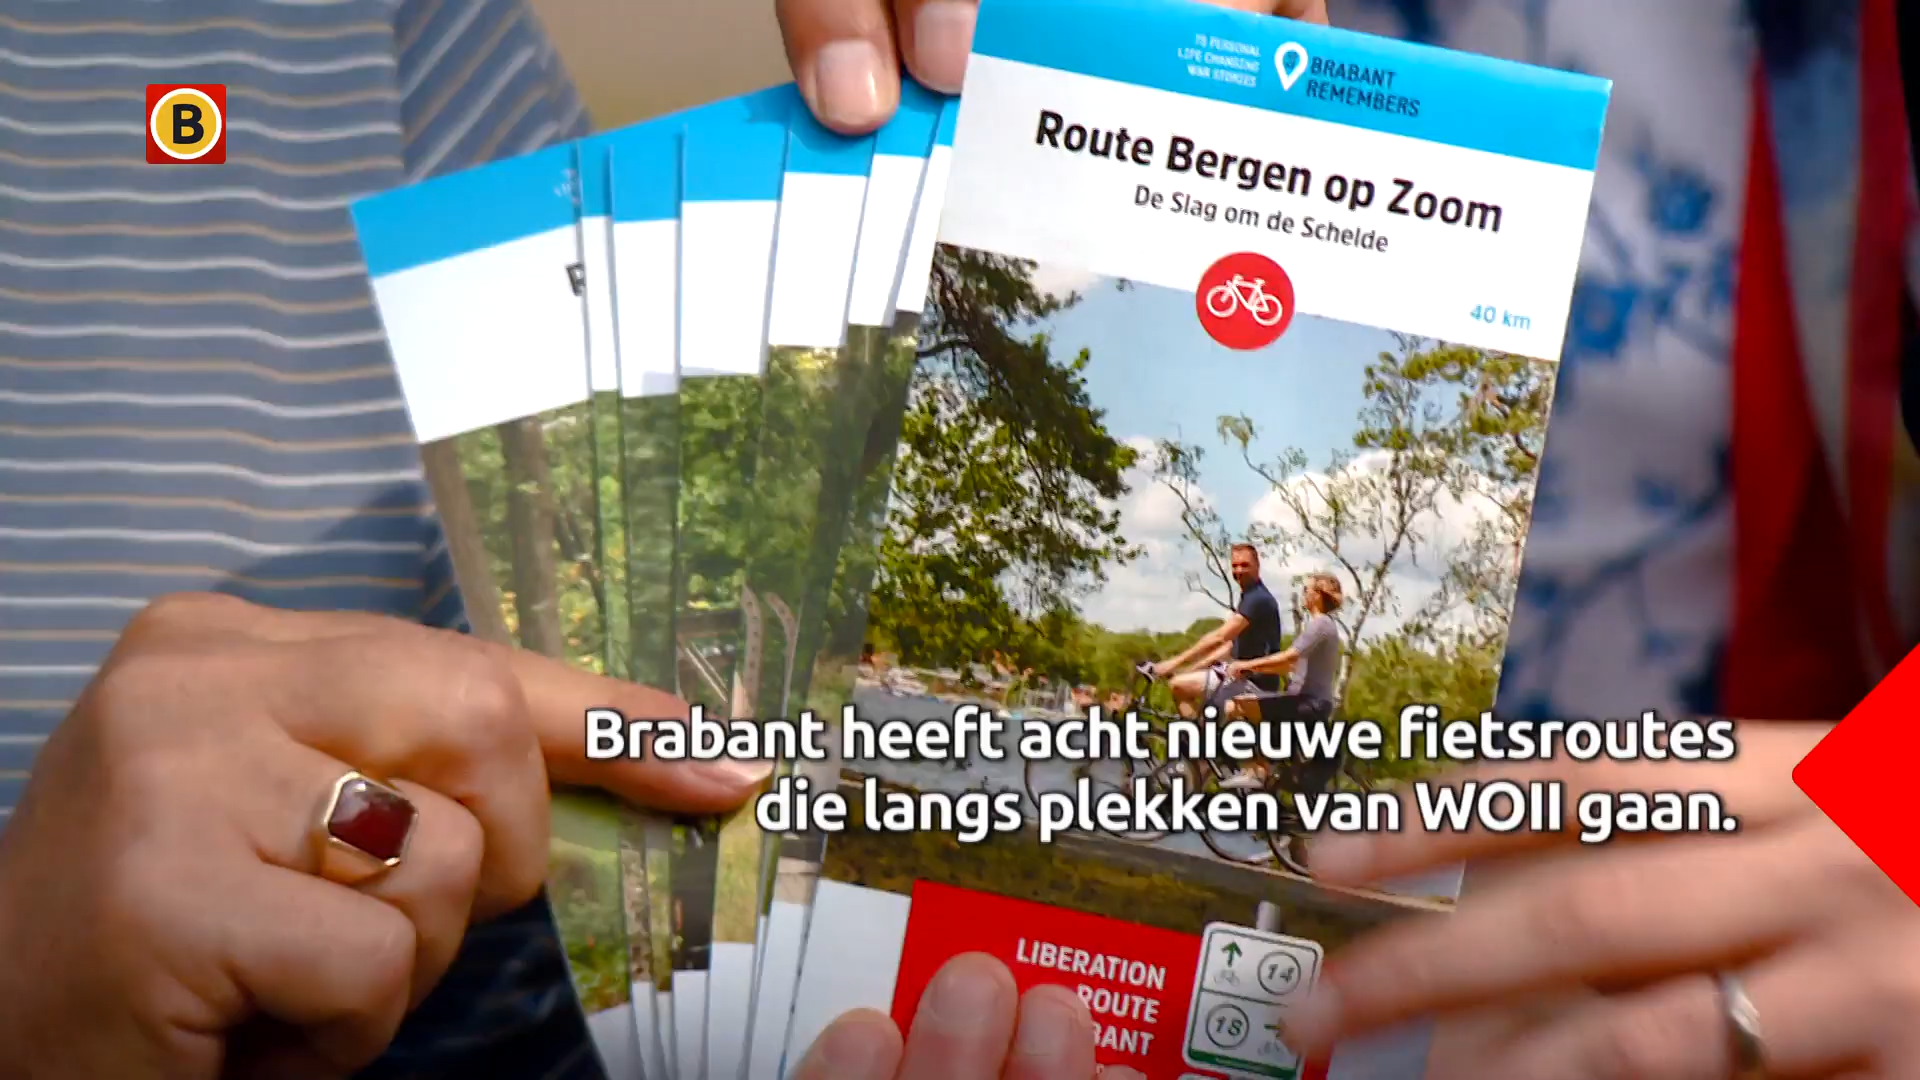 B
75 PERSONAL
LIFE CHANGING
WAR STORIES
BRABANT
REMEMBERS
Route Bergen op Zoom
De Slag om de Schelde
40 km
Brabant heeft acht nieuwe fietsroutes
die langs plekken van WOII gaan.
LIBERATION
ROUTE
14
18